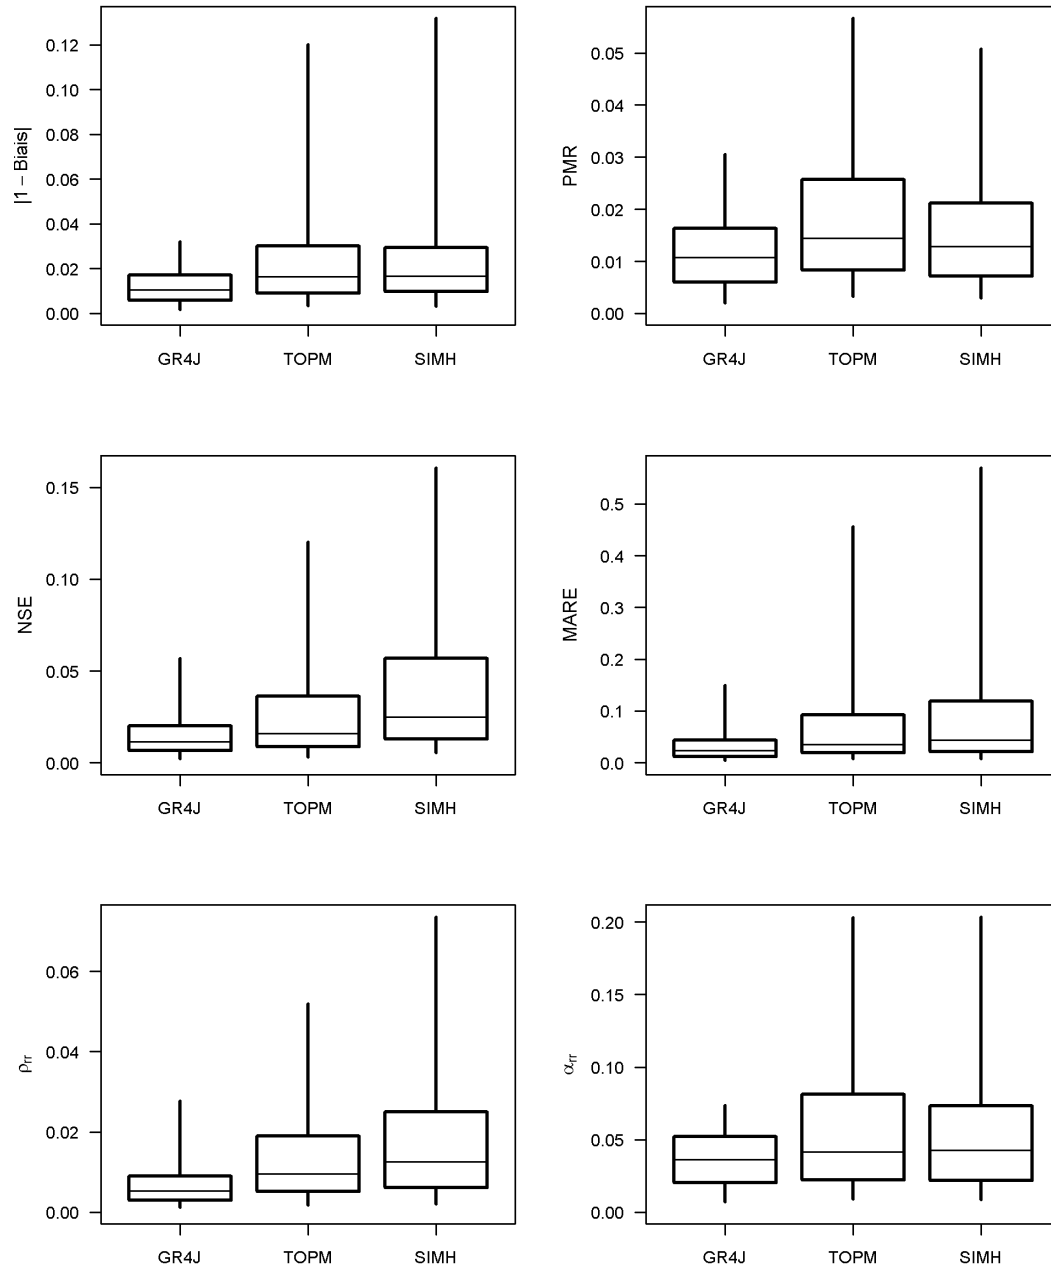 |1 − Biais|
0.12
0.10
0.08
0.06
0.04
0.02
0.00
GR4J TOPM SIMH
PMR
0.05
0.04
0.03
0.02
0.01
0.00
GR4J TOPM SIMH
NSE
0.15
0.10
0.05
0.00
GR4J TOPM SIMH
MARE
0.5
0.4
0.3
0.2
0.1
0.0
GR4J TOPM SIMH
ρrr
0.06
0.04
0.02
0.00
GR4J TOPM SIMH
αrr
0.20
0.15
0.10
0.05
0.00
GR4J TOPM SIMH